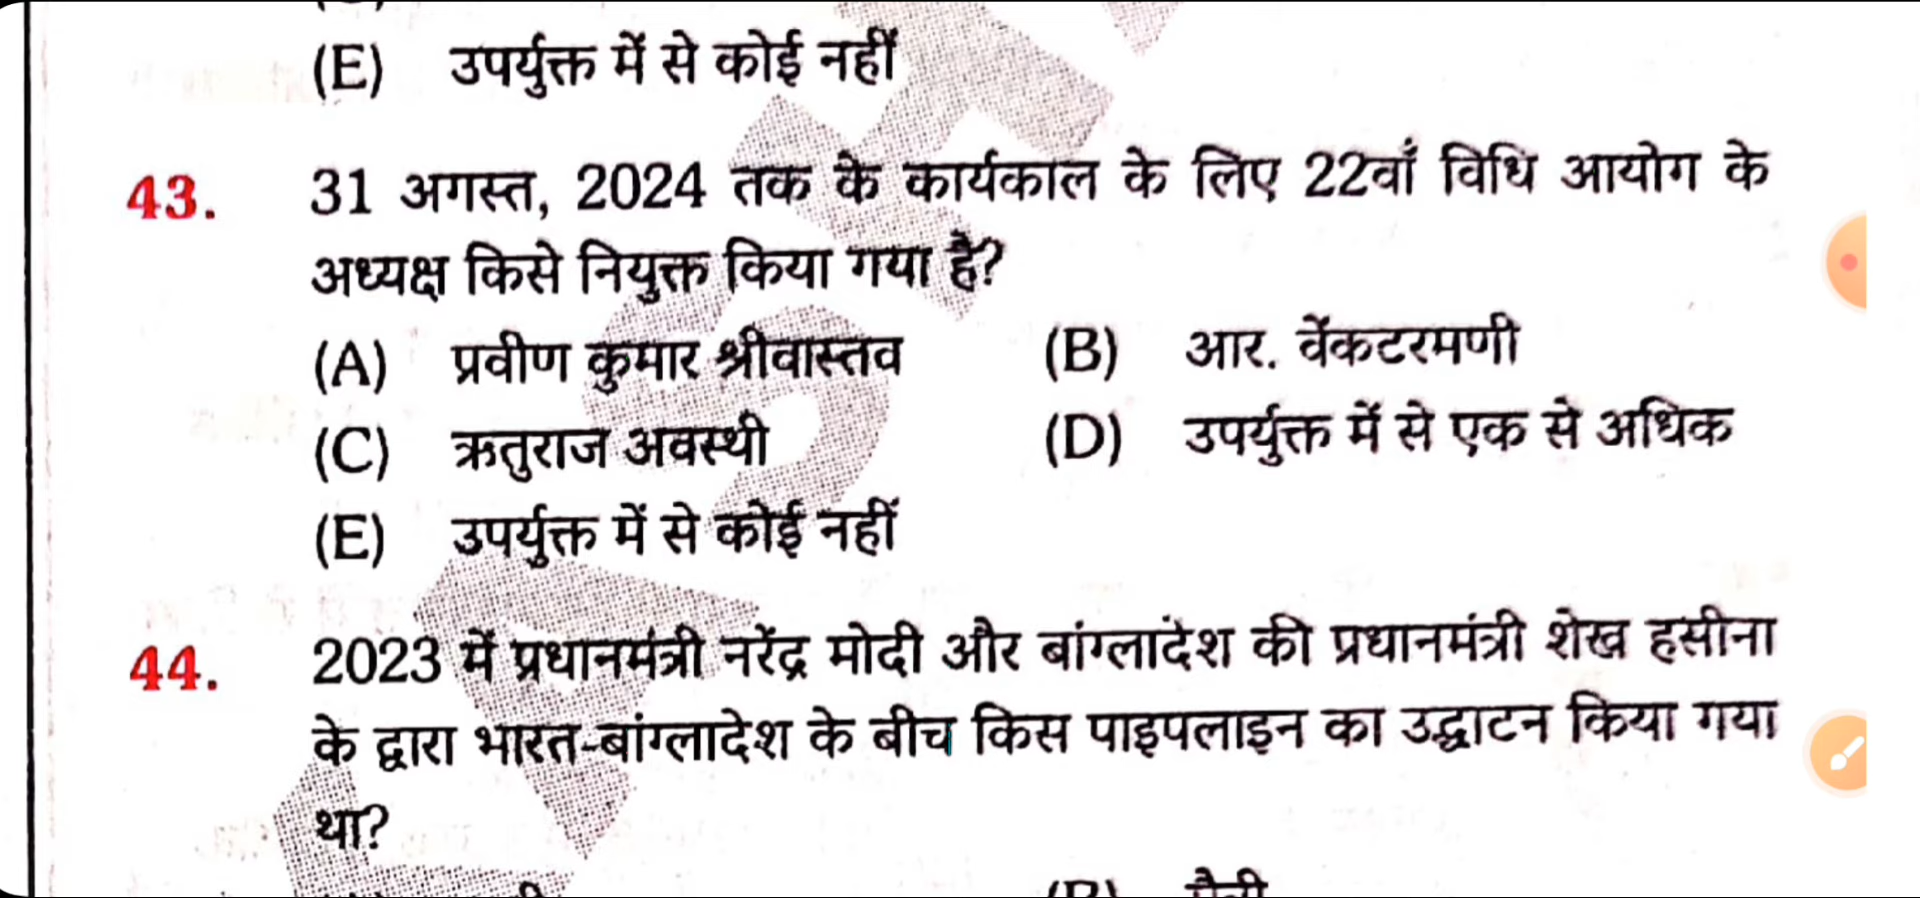 (E) उपर्युक्त में से कोई नहीं
43. 31 अगस्त, 2024 तक के कार्यकाल के लिए 22वाँ विधि आयोग के
अध्यक्ष किसे नियुक्त किया गया है?
(A) प्रवीण कुमार श्रीवास्तव (B) आर. वेंकटरमणी
(C) ऋतुराज अवस्थी (D) उपर्युक्त में से एक से अधिक
(E) उपर्युक्त में से कोई नहीं
44. 2023 में प्रधानमंत्री नरेंद्र मोदी और बांग्लादेश की प्रधानमंत्री शेख हसीना
के द्वारा भारत-बांग्लादेश के बीच किस पाइपलाइन का उद्घाटन किया गया
था?